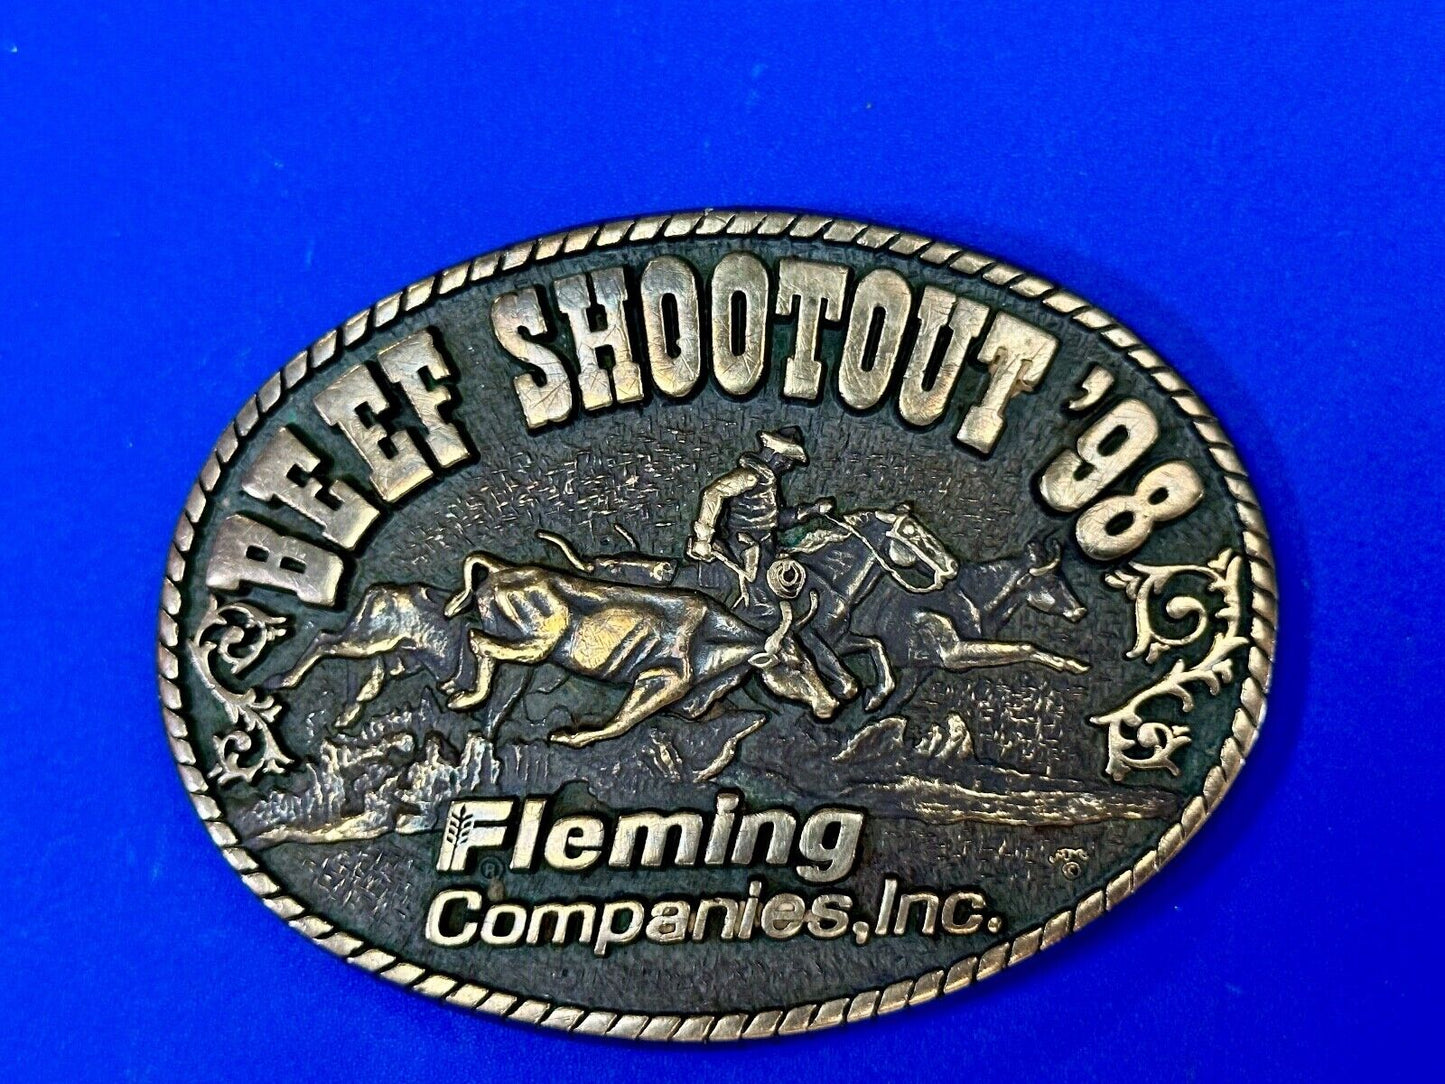 BEEF SHOOTOUT '98
Fleming
®
Companies, Inc.
©